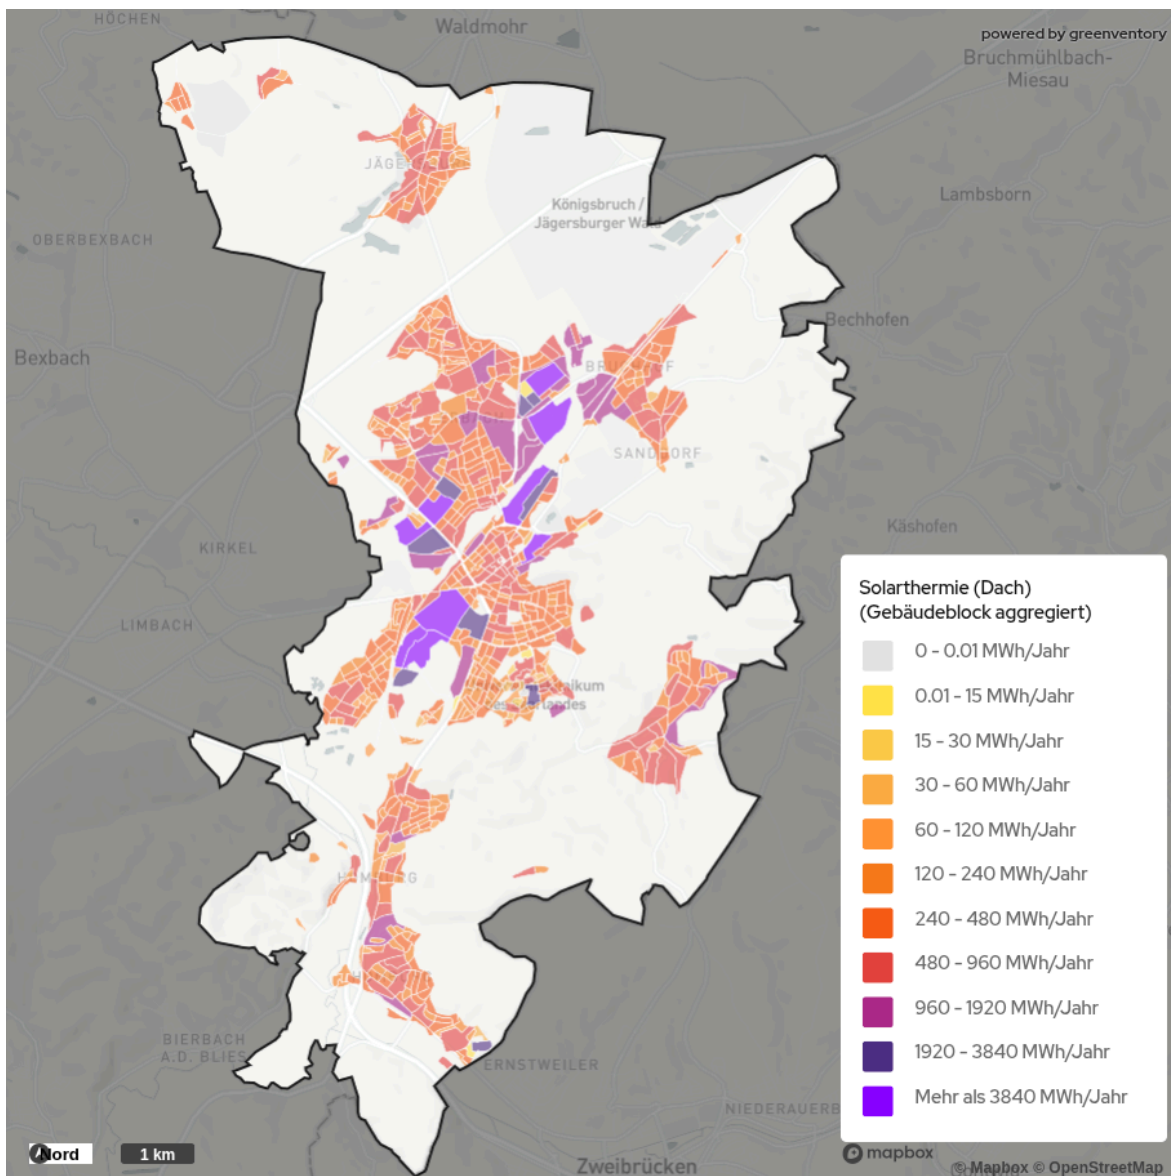 HÖCHEN
Waldmohr
powered by greenventory
Bruchmühlbach-
Miesau
Lambsborn
Königsbruch /
Jägersburger Wald
OBERBEXBACH
Bechhofen
Bexbach
SANDDORF
Käshofen
KIRKEL
LIMBACH
Solarthermie (Dach)
(Gebäudeblock aggregiert)
0 - 0.01 MWh/Jahr
0.01 - 15 MWh/Jahr
15 - 30 MWh/Jahr
30 - 60 MWh/Jahr
60 - 120 MWh/Jahr
120 - 240 MWh/Jahr
240 - 480 MWh/Jahr
480 - 960 MWh/Jahr
960 - 1920 MWh/Jahr
1920 - 3840 MWh/Jahr
Mehr als 3840 MWh/Jahr
BIERBACH
A.D. BLIES
ERNSTWEILER
NIEDERAUERB
Nord
1 km
Zweibrücken
mapbox
© Mapbox © OpenStreetMap